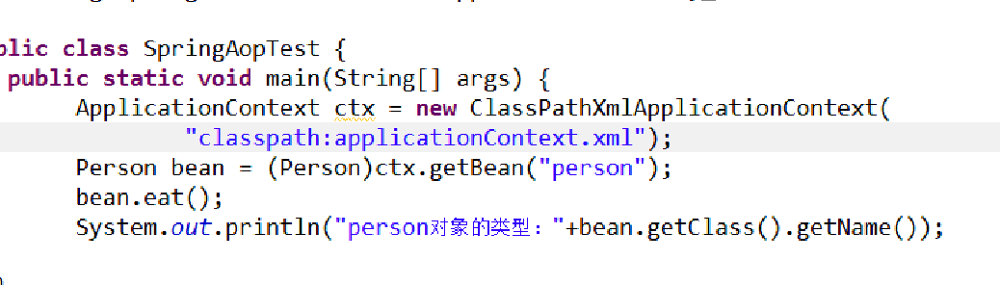 blic class SpringAopTest {
public static void main(String[] args) {
ApplicationContext ctx = new ClassPathXmlApplicationContext(
"classpath:applicationContext.xml");
Person bean = (Person)ctx.getBean("person");
bean.eat();
System.out.println("person对象的类型："+bean.getClass().getName());